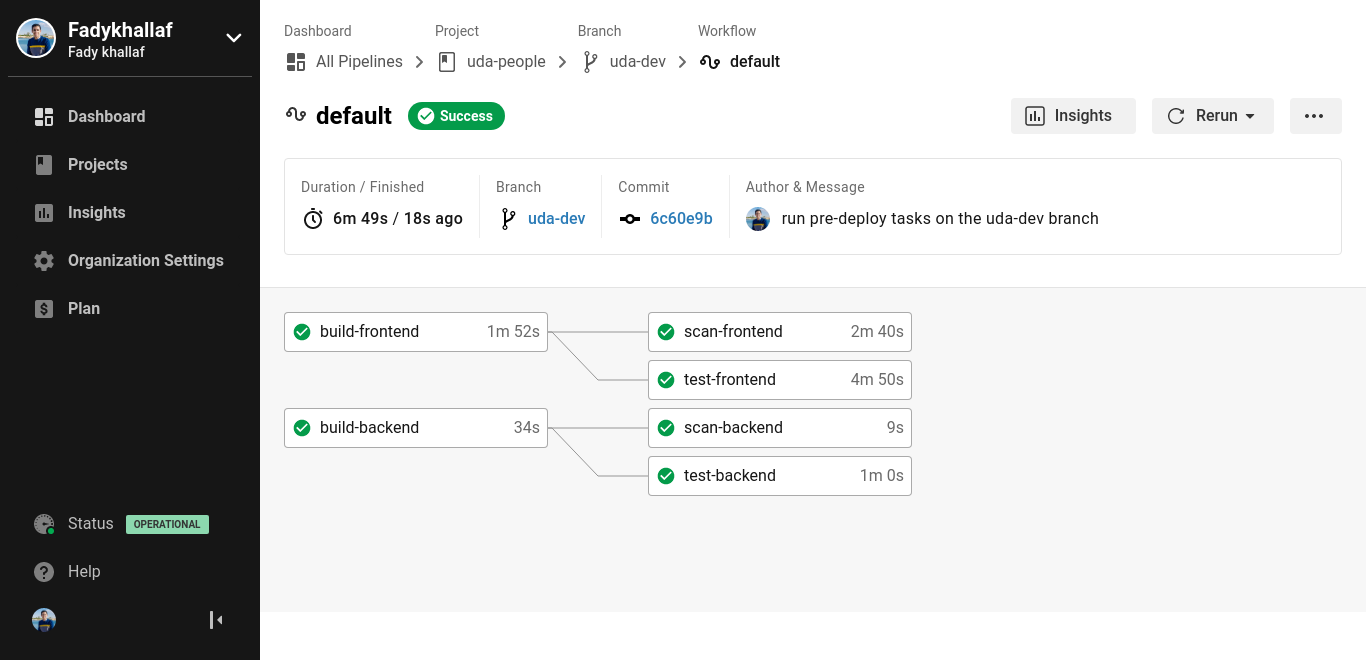 Fadykhallaf
Fady khallaf
Dashboard
Projects
Insights
Organization Settings
Plan
Status OPERATIONAL
Help
Dashboard Project Branch Workflow
All Pipelines uda-people uda-dev default
default Success Insights Rerun
Duration / Finished Branch Commit Author & Message
6m 49s / 18s ago uda-dev 6c60e9b run pre-deploy tasks on the uda-dev branch
build-frontend 1m 52s scan-frontend 2m 40s
test-frontend 4m 50s
build-backend 34s scan-backend 9s
test-backend 1m 0s